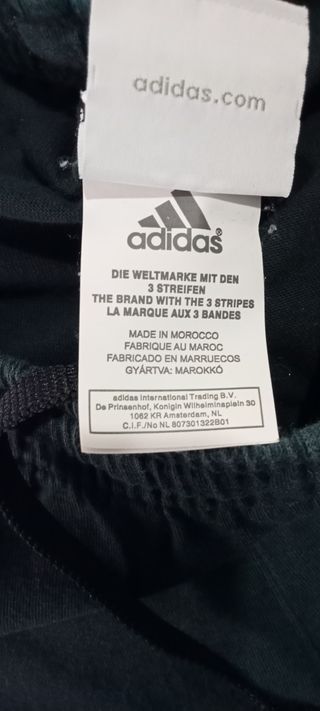 adidas.com
adidas®
DIE WELTMARKE MIT DEN
3 STREIFEN
THE BRAND WITH THE 3 STRIPES
LA MARQUE AUX 3 BANDES
MADE IN MOROCCO
FABRIQUE AU MAROC
FABRICADO EN MARRUECOS
GYÁRTVA: MAROKKÓ
adidas International Trading B.V.
De Prinsenhof, Konigin Wilhelminaplein 30
1062 KR Amsterdam, NL
C.I.F./No NL 807301322B01